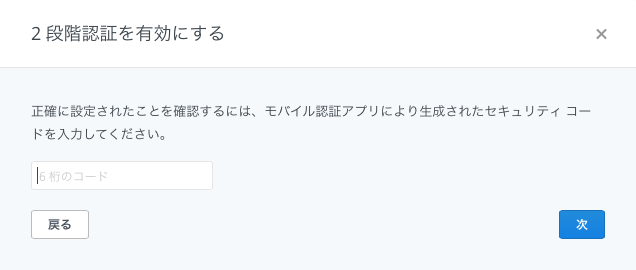 2 段階認証を有効にする
正確に設定されたことを確認するには、モバイル認証アプリにより生成されたセキュリティ コー
ドを入力してください。
6 桁のコード
戻る
次